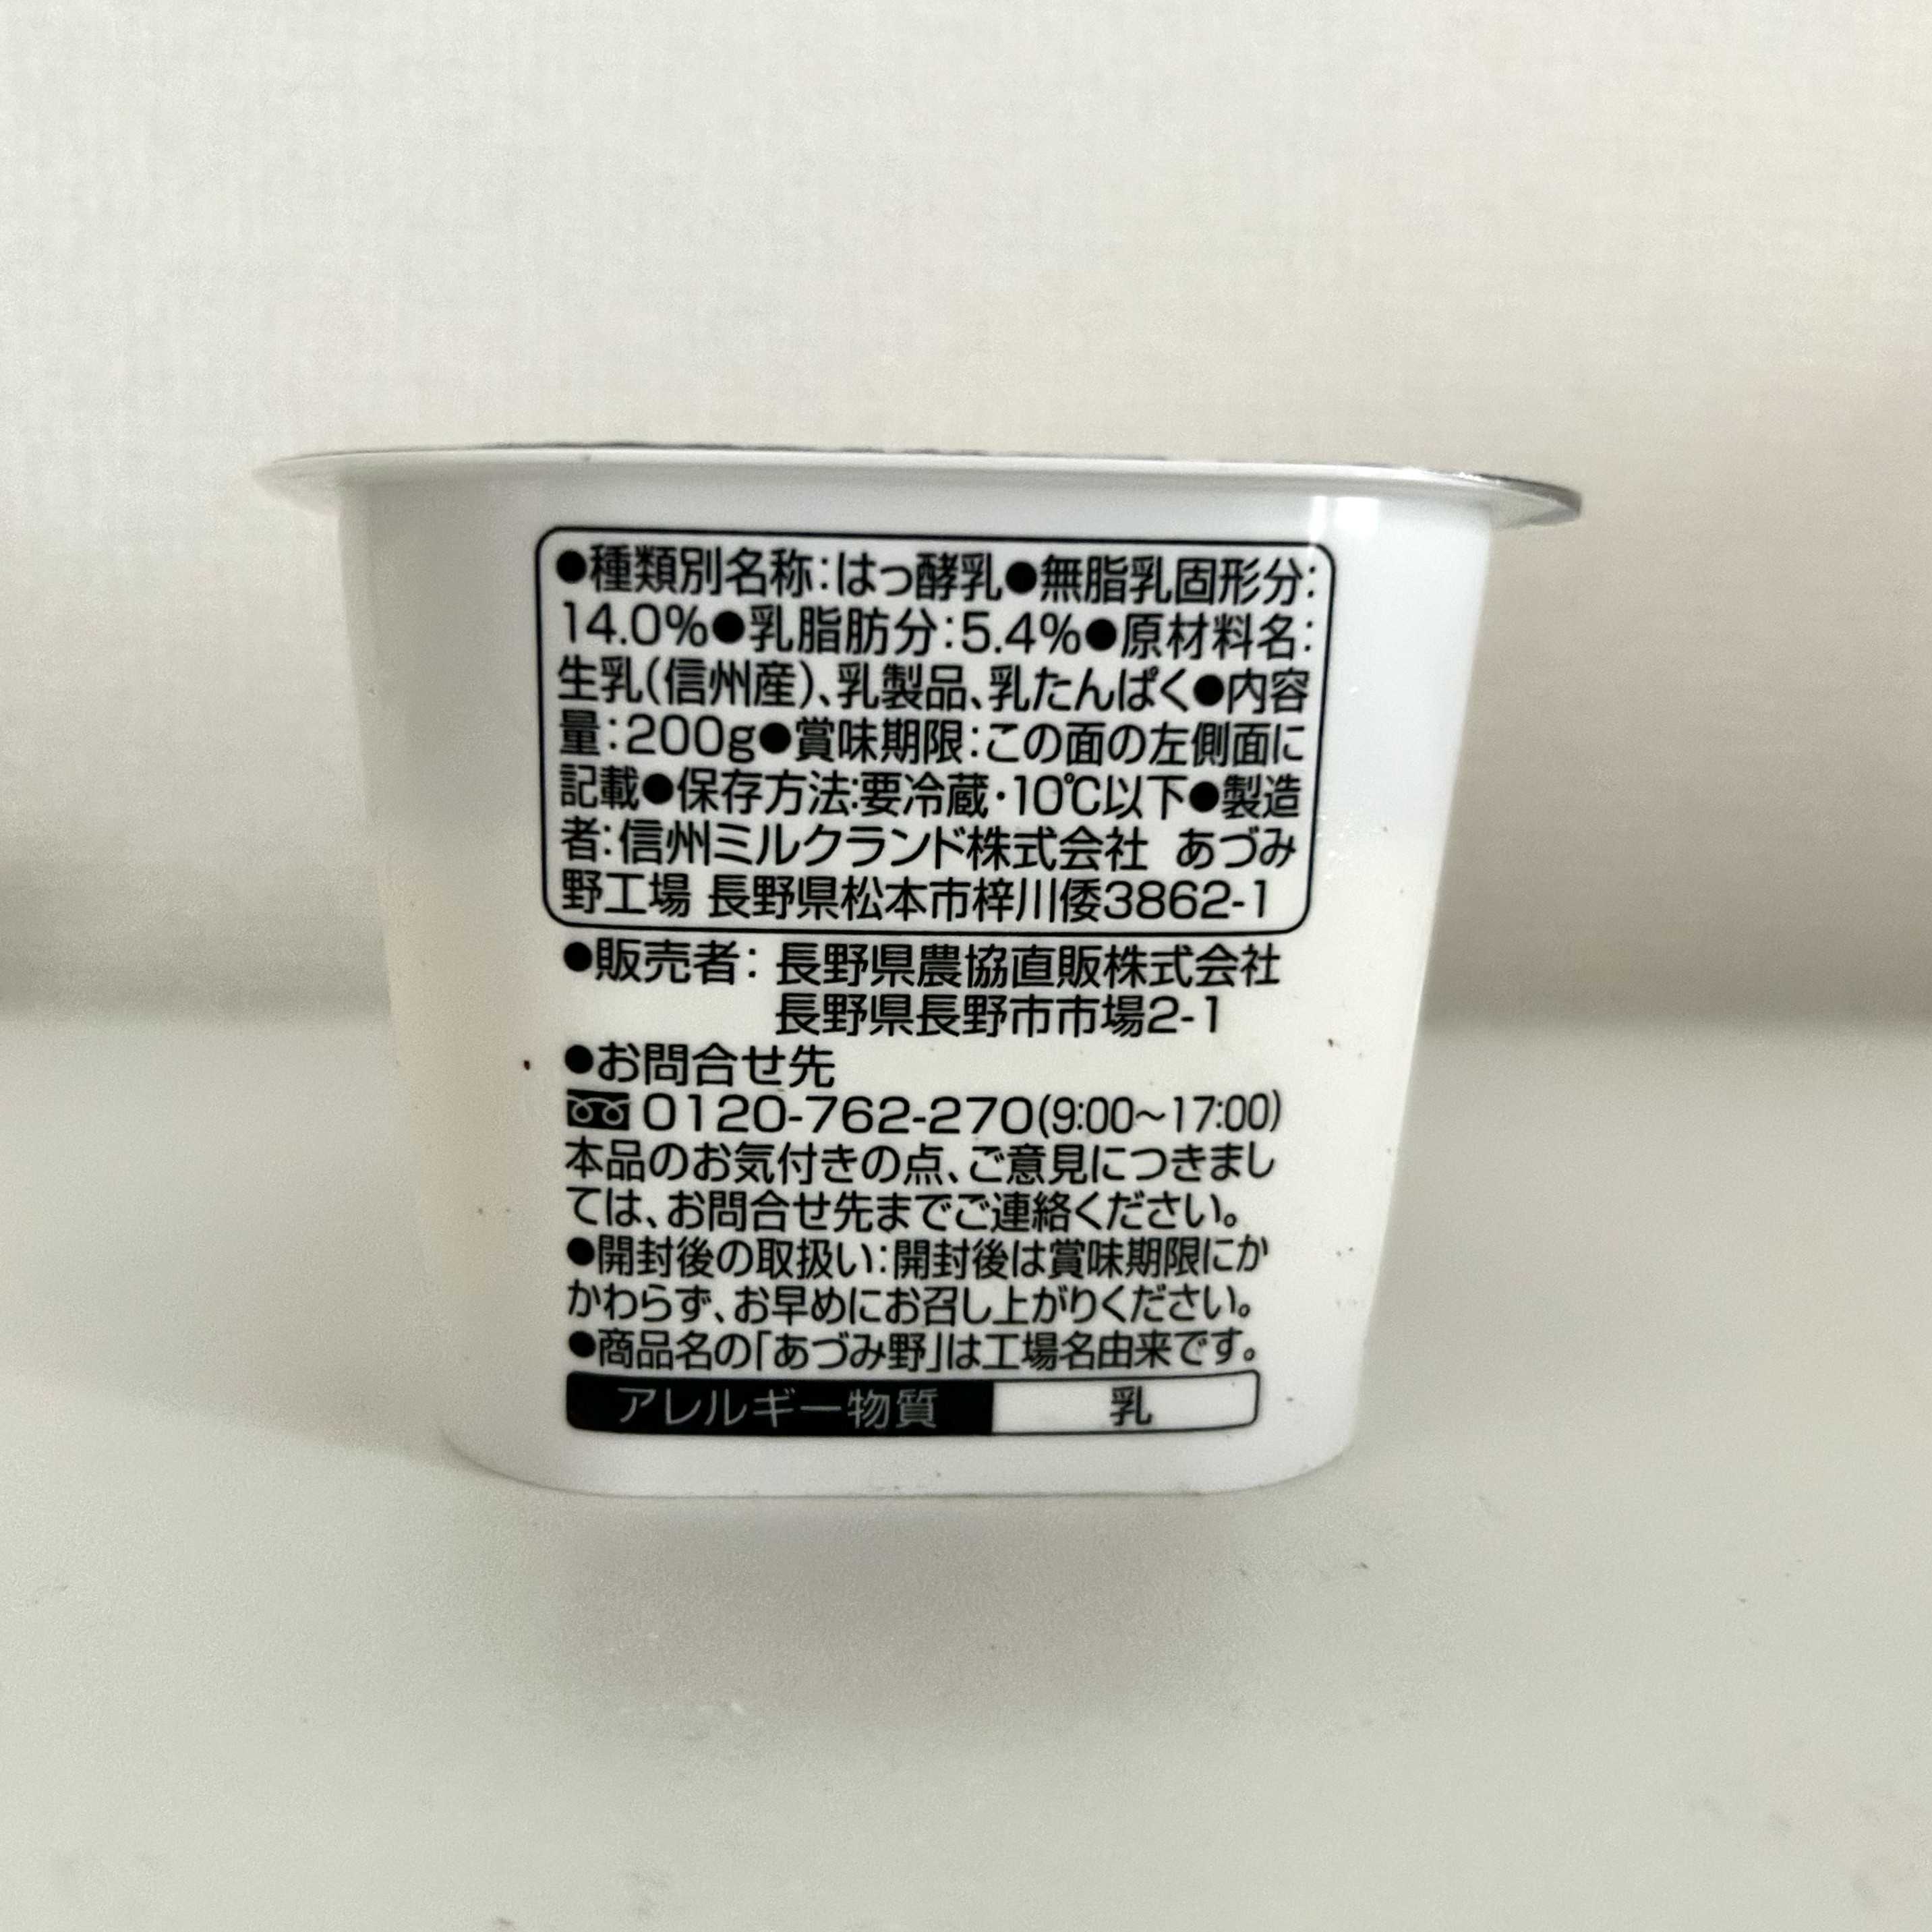 ●種類別名称:はっ酵乳●無脂乳固形分:
14.0%●乳脂肪分:5.4%●原材料名:
生乳(信州産)、乳製品、乳たんぱく●内容
量:200g●賞味期限:この面の左側面に
記載●保存方法:要冷蔵・10℃以下●製造
者:信州ミルクランド株式会社 あづみ
野工場 長野県松本市梓川倭3862-1
●販売者: 長野県農協直販株式会社
長野県長野市市場2-1
●お問合せ先
0120-762-270(9:00〜17:00)
本品のお気付きの点、ご意見につきまし
ては、お問合せ先までご連絡ください。
●開封後の取扱い:開封後は賞味期限にか
かわらず、お早めにお召し上がりください。
●商品名の「あづみ野」は工場名由来です。
アレルギー物質 乳